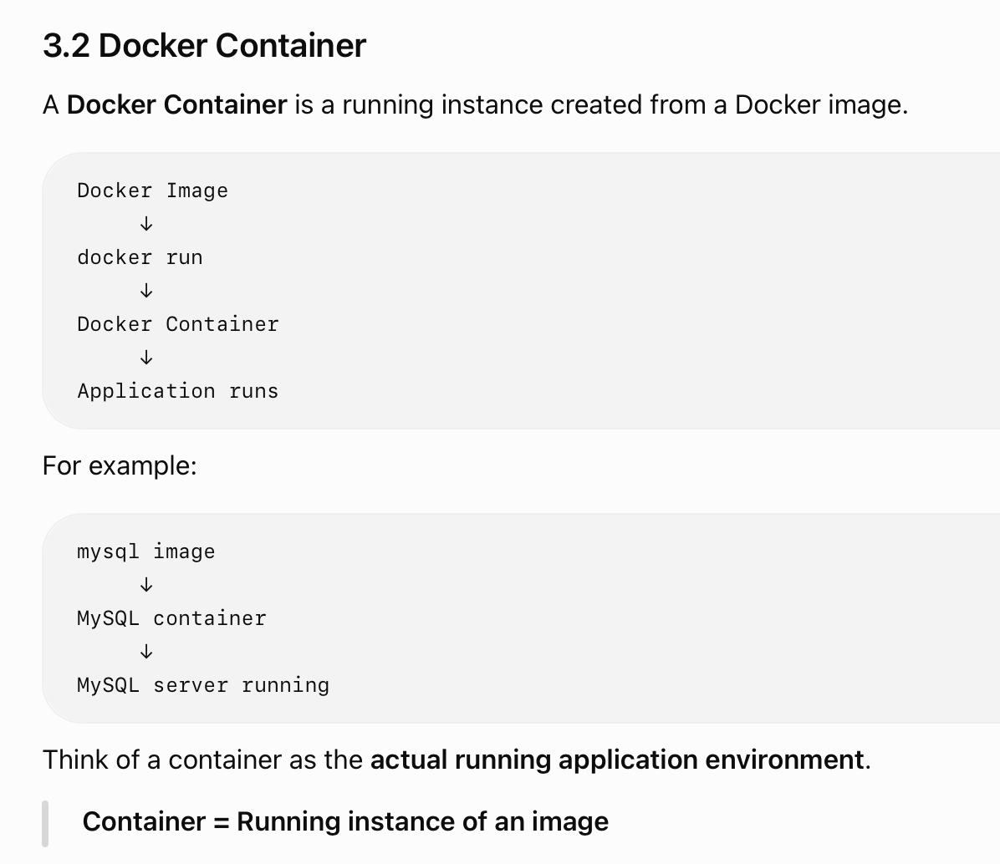 3.2 Docker Container
A Docker Container is a running instance created from a Docker image.
Docker Image
↓
docker run
↓
Docker Container
↓
Application runs
For example:
mysql image
↓
MySQL container
↓
MySQL server running
Think of a container as the actual running application environment.
Container = Running instance of an image